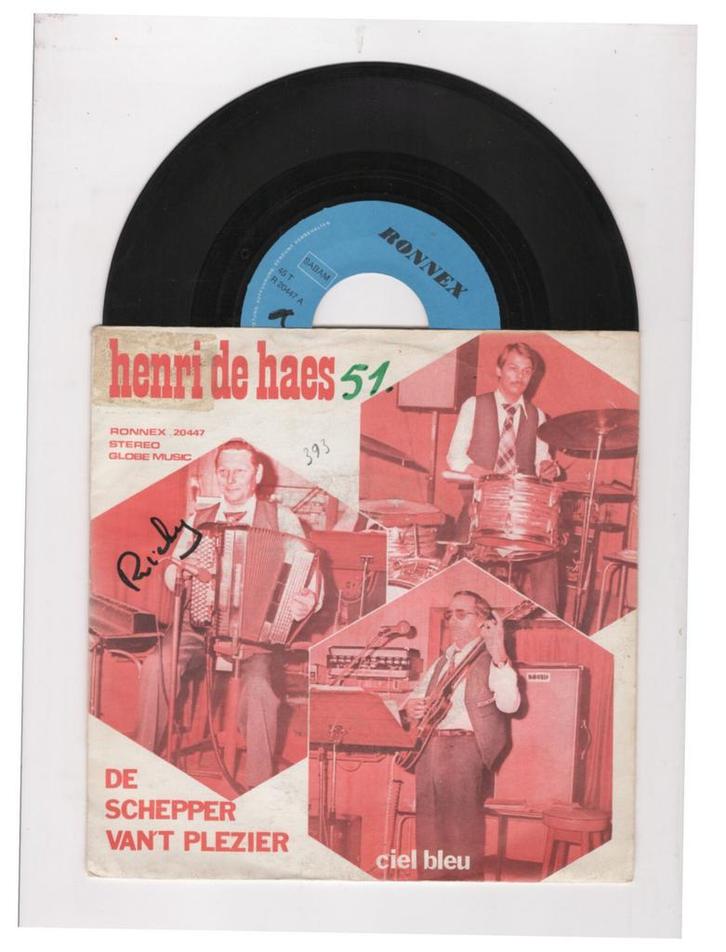 RONNEX
SABAM
45 T
R 20447 A
henri de haes 51.
RONNEX 20447
STEREO
GLOBE MUSIC
393
DE
SCHEPPER
VAN'T PLEZIER
ciel bleu